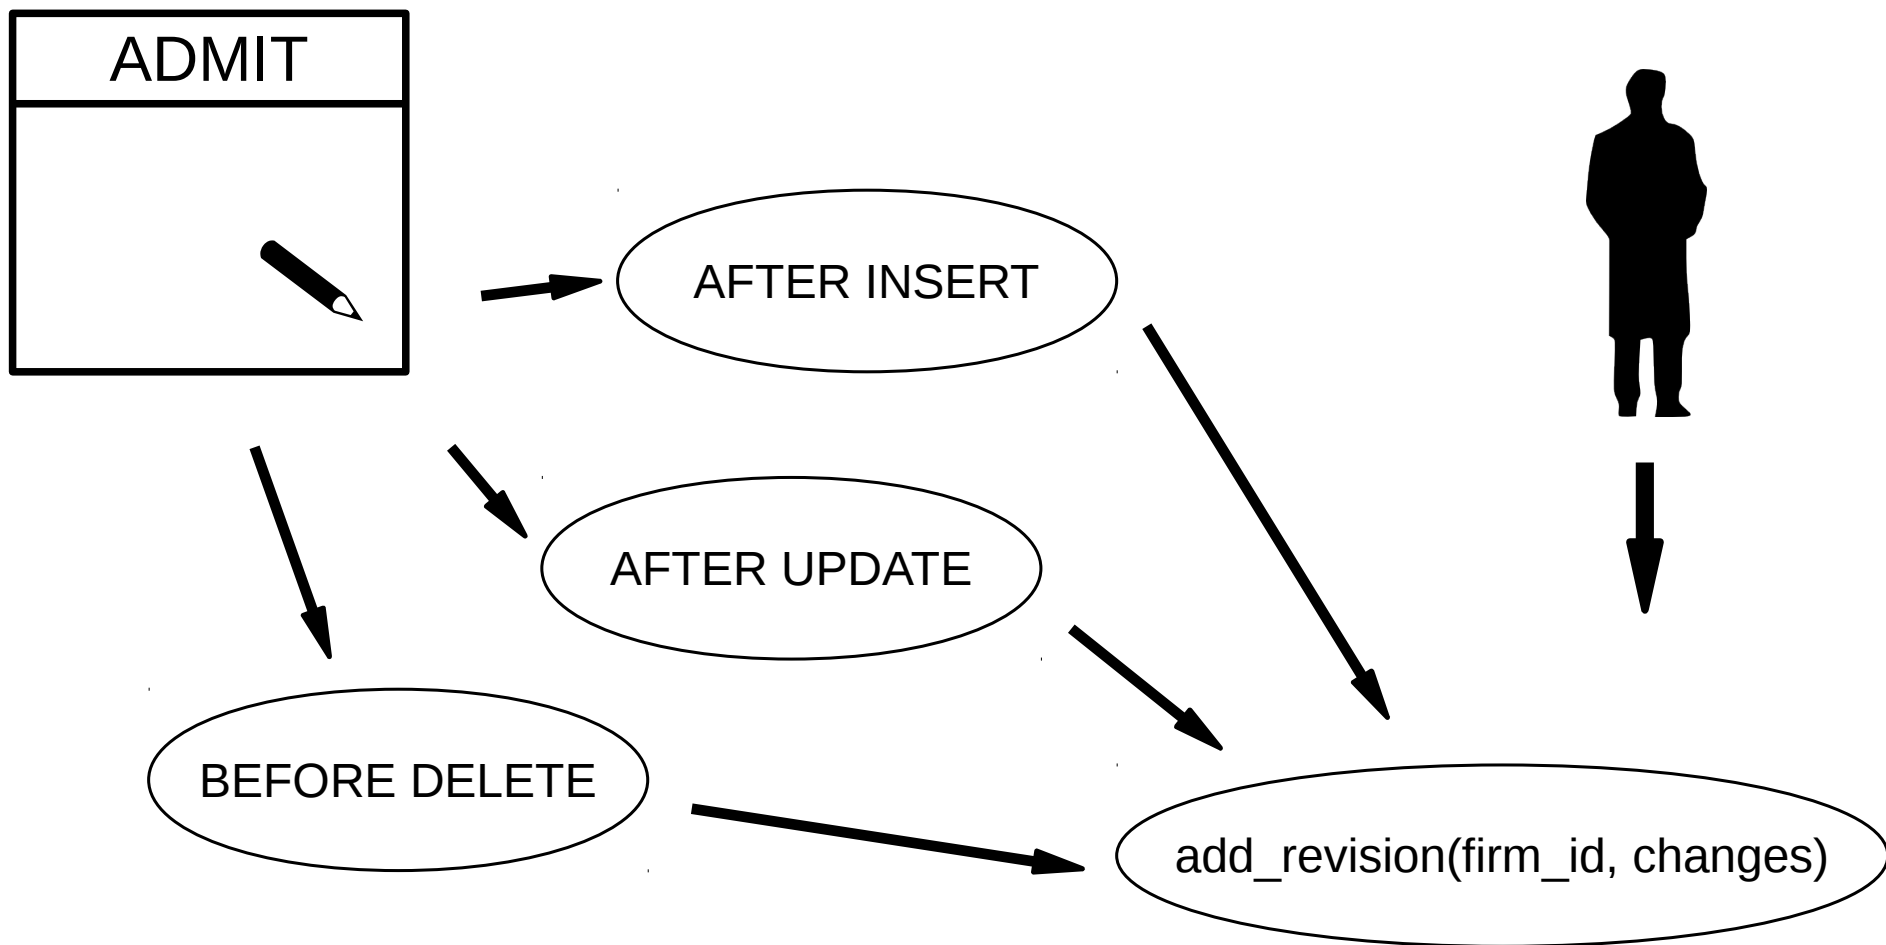 ADMIT
AFTER INSERT
AFTER UPDATE
BEFORE DELETE
add_revision(firm_id, changes)